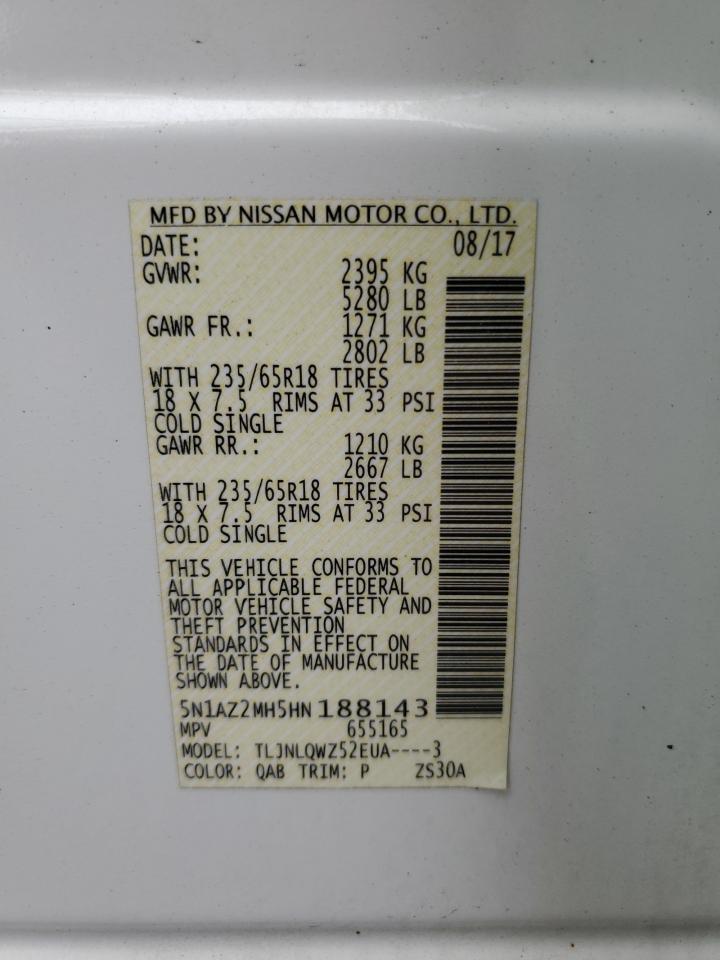 MFD BY NISSAN MOTOR CO., LTD.
DATE: 08/17
GVWR: 2395 KG
5280 LB
GAWR FR.: 1271 KG
2802 LB
WITH 235/65R18 TIRES
18 X 7.5 RIMS AT 33 PSI
COLD SINGLE
GAWR RR.: 1210 KG
2667 LB
WITH 235/65R18 TIRES
18 X 7.5 RIMS AT 33 PSI
COLD SINGLE
THIS VEHICLE CONFORMS TO
ALL APPLICABLE FEDERAL
MOTOR VEHICLE SAFETY AND
THEFT PREVENTION
STANDARDS IN EFFECT ON
THE DATE OF MANUFACTURE
SHOWN ABOVE.
5N1AZ2MH5HN188143
MPV 655165
MODEL: TLJNLQWZ52EUA----3
COLOR: QAB TRIM: P ZS30A